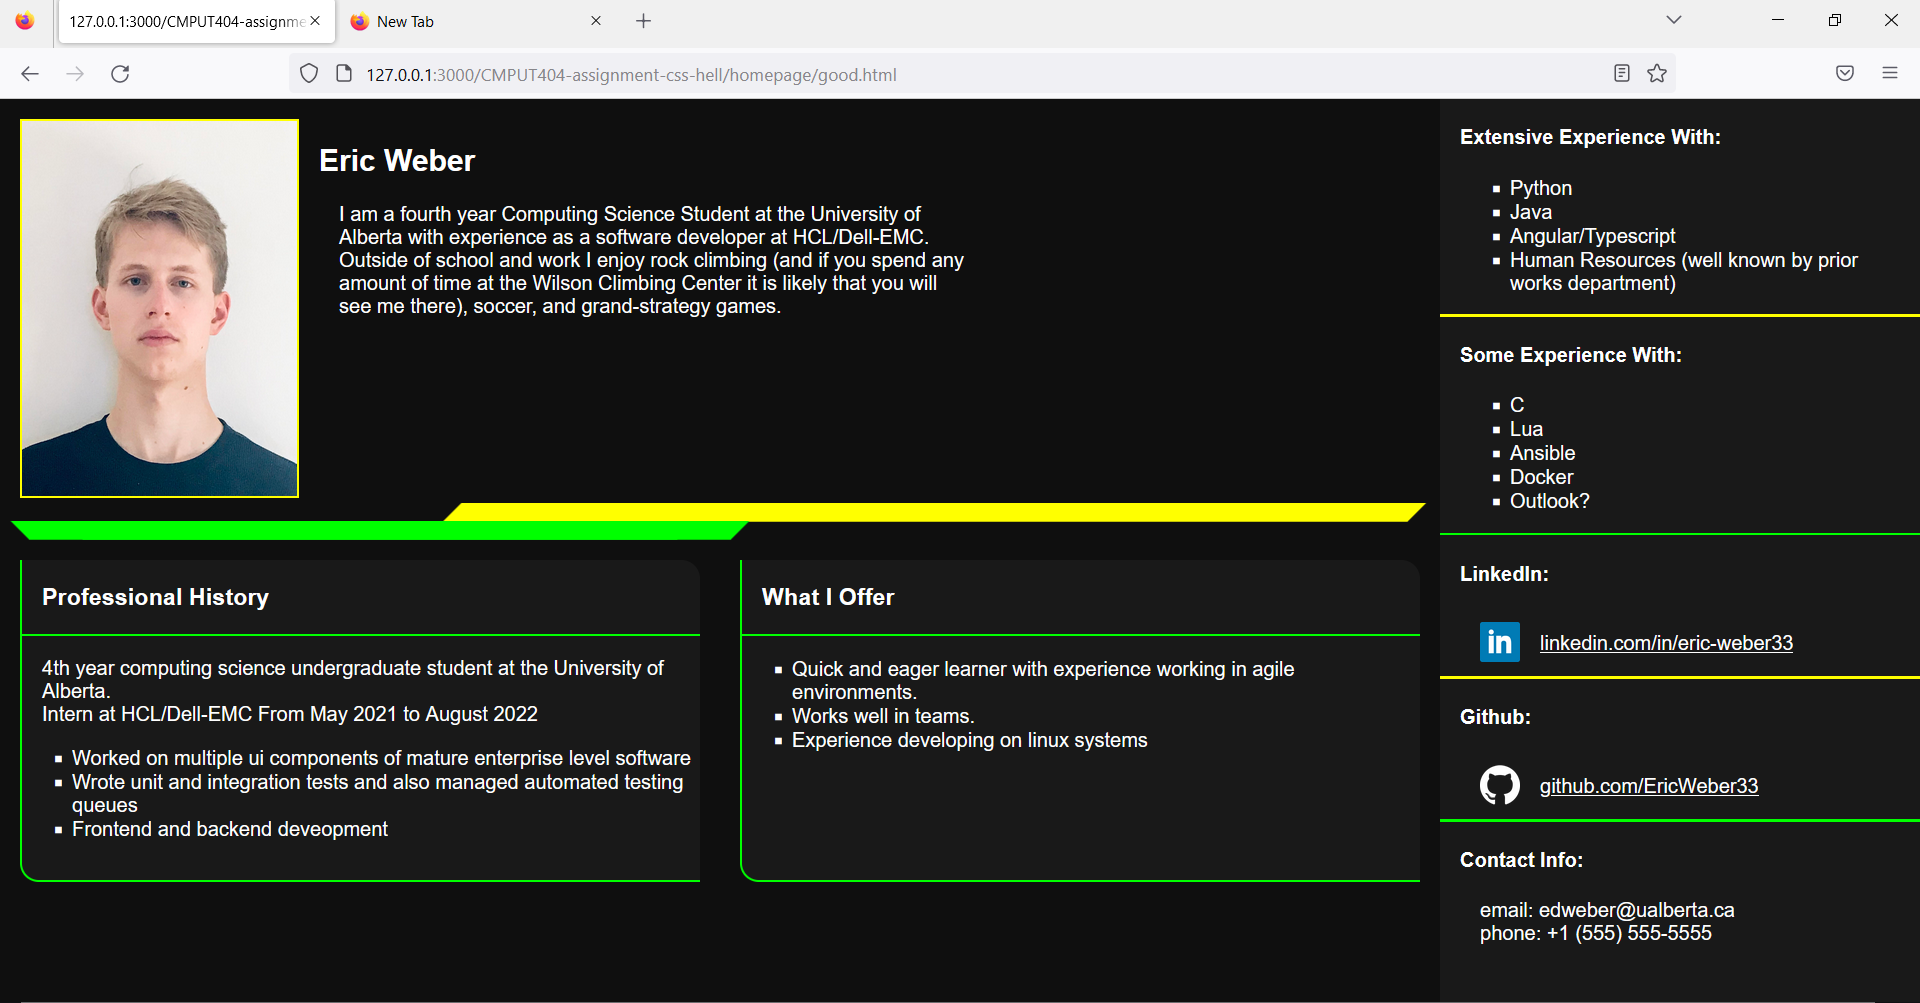 127.0.0.1:3000/CMPUT404-assignme
New Tab
127.0.0.1:3000/CMPUT404-assignment-css-hell/homepage/good.html
Eric Weber
I am a fourth year Computing Science Student at the University of
Alberta with experience as a software developer at HCL/Dell-EMC.
Outside of school and work I enjoy rock climbing (and if you spend any
amount of time at the Wilson Climbing Center it is likely that you will
see me there), soccer, and grand-strategy games.
Professional History
4th year computing science undergraduate student at the University of
Alberta.
Intern at HCL/Dell-EMC From May 2021 to August 2022
Worked on multiple ui components of mature enterprise level software
Wrote unit and integration tests and also managed automated testing
queues
Frontend and backend deveopment
What I Offer
Quick and eager learner with experience working in agile
environments.
Works well in teams.
Experience developing on linux systems
Extensive Experience With:
Python
Java
Angular/Typescript
Human Resources (well known by prior
works department)
Some Experience With:
C
Lua
Ansible
Docker
Outlook?
LinkedIn:
in
linkedin.com/in/eric-weber33
Github:
github.com/EricWeber33
Contact Info:
email: edweber@ualberta.ca
phone: +1 (555) 555-5555